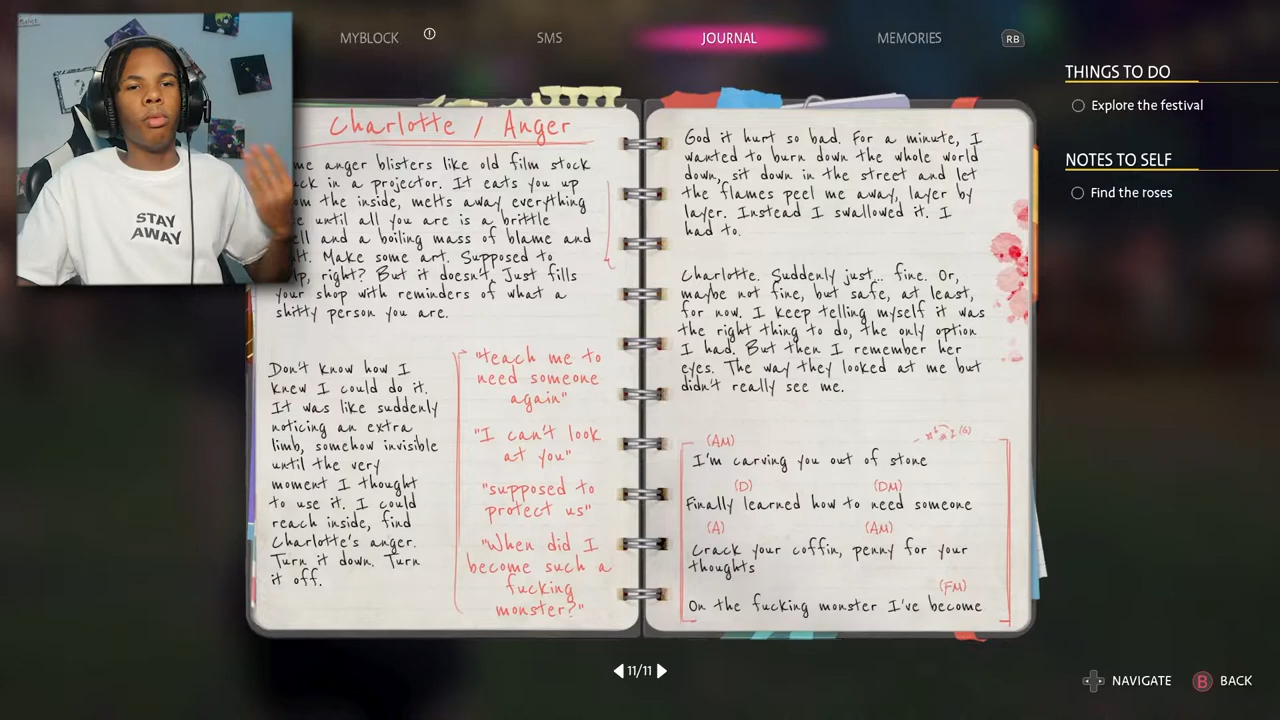 MYBLOCK
SMS
JOURNAL
MEMORIES
RB
THINGS TO DO
Explore the festival
NOTES TO SELF
Find the roses
STAY
AWAY
Charlotte / Anger
anger blisters like old film stock
in a projector. It eats you up
the inside, melts away everything
until all you are is a brittle
and a boiling mass of blame and
Make some art. Supposed to
right? But it doesn't. Just fills
your shop with reminders of what a
shitty person you are.
Don't know how I
knew I could do it.
It was like suddenly
noticing an extra
limb, somehow invisible
until the very
moment I thought
to use it. I could
reach inside, find
Charlotte's anger.
Turn it down. Turn
it off.
"teach me to
need someone
again"
"I can't look
at you"
"supposed to
protect us"
"When did I
become such a
fucking
monster?"
God it hurt so bad. For a minute, I
wanted to burn down the whole world
down, sit down in the street and let
the flames peel me away, layer by
layer. Instead I swallowed it. I
had to.
Charlotte. Suddenly just.. fine. Or,
maybe not fine, but safe, at least,
for now. I keep telling myself it was
the right thing to do, the only option
I had. But then I remember her
eyes. The way they looked at me but
didn't really see me.
(AM)
I'm carving you out of stone
(D) (DM)
Finally learned how to need someone
(A) (AM)
Crack your coffin, penny for your
thoughts
(FM)
On the fucking monster I've become
11/11
NAVIGATE
B BACK